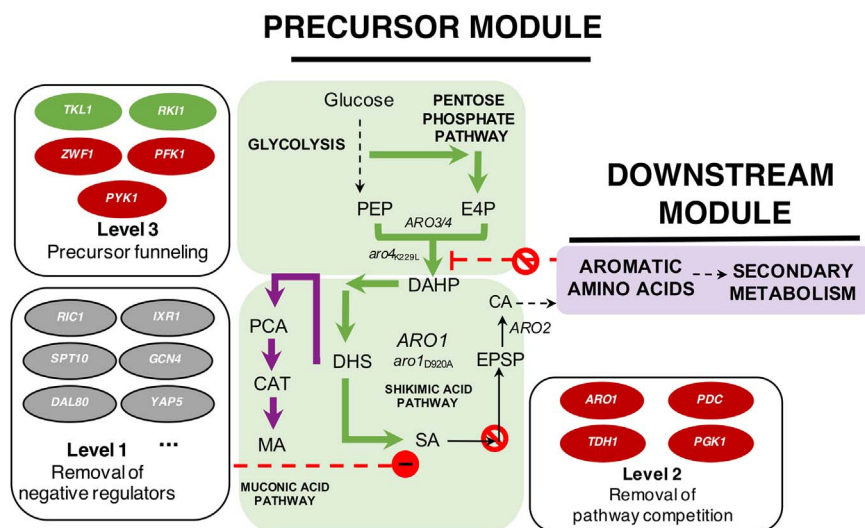 PRECURSOR MODULE
TKL1
RKI1
ZWF1
PFK1
PYK1
Level 3
Precursor funneling
Glucose
GLYCOLYSIS
PENTOSE
PHOSPHATE
PATHWAY
PEP
E4P
ARO3/4
aro4K229L
DAHP
DOWNSTREAM
MODULE
AROMATIC
AMINO ACIDS
SECONDARY
METABOLISM
RIC1
IXR1
SPT10
GCN4
DAL80
YAP5
...
Level 1
Removal of
negative regulators
PCA
CAT
MA
MUCONIC ACID
PATHWAY
DHS
ARO1
aro1D920A
SHIKIMIC ACID
PATHWAY
SA
CA
ARO2
EPSP
ARO1
PDC
TDH1
PGK1
Level 2
Removal of
pathway competition